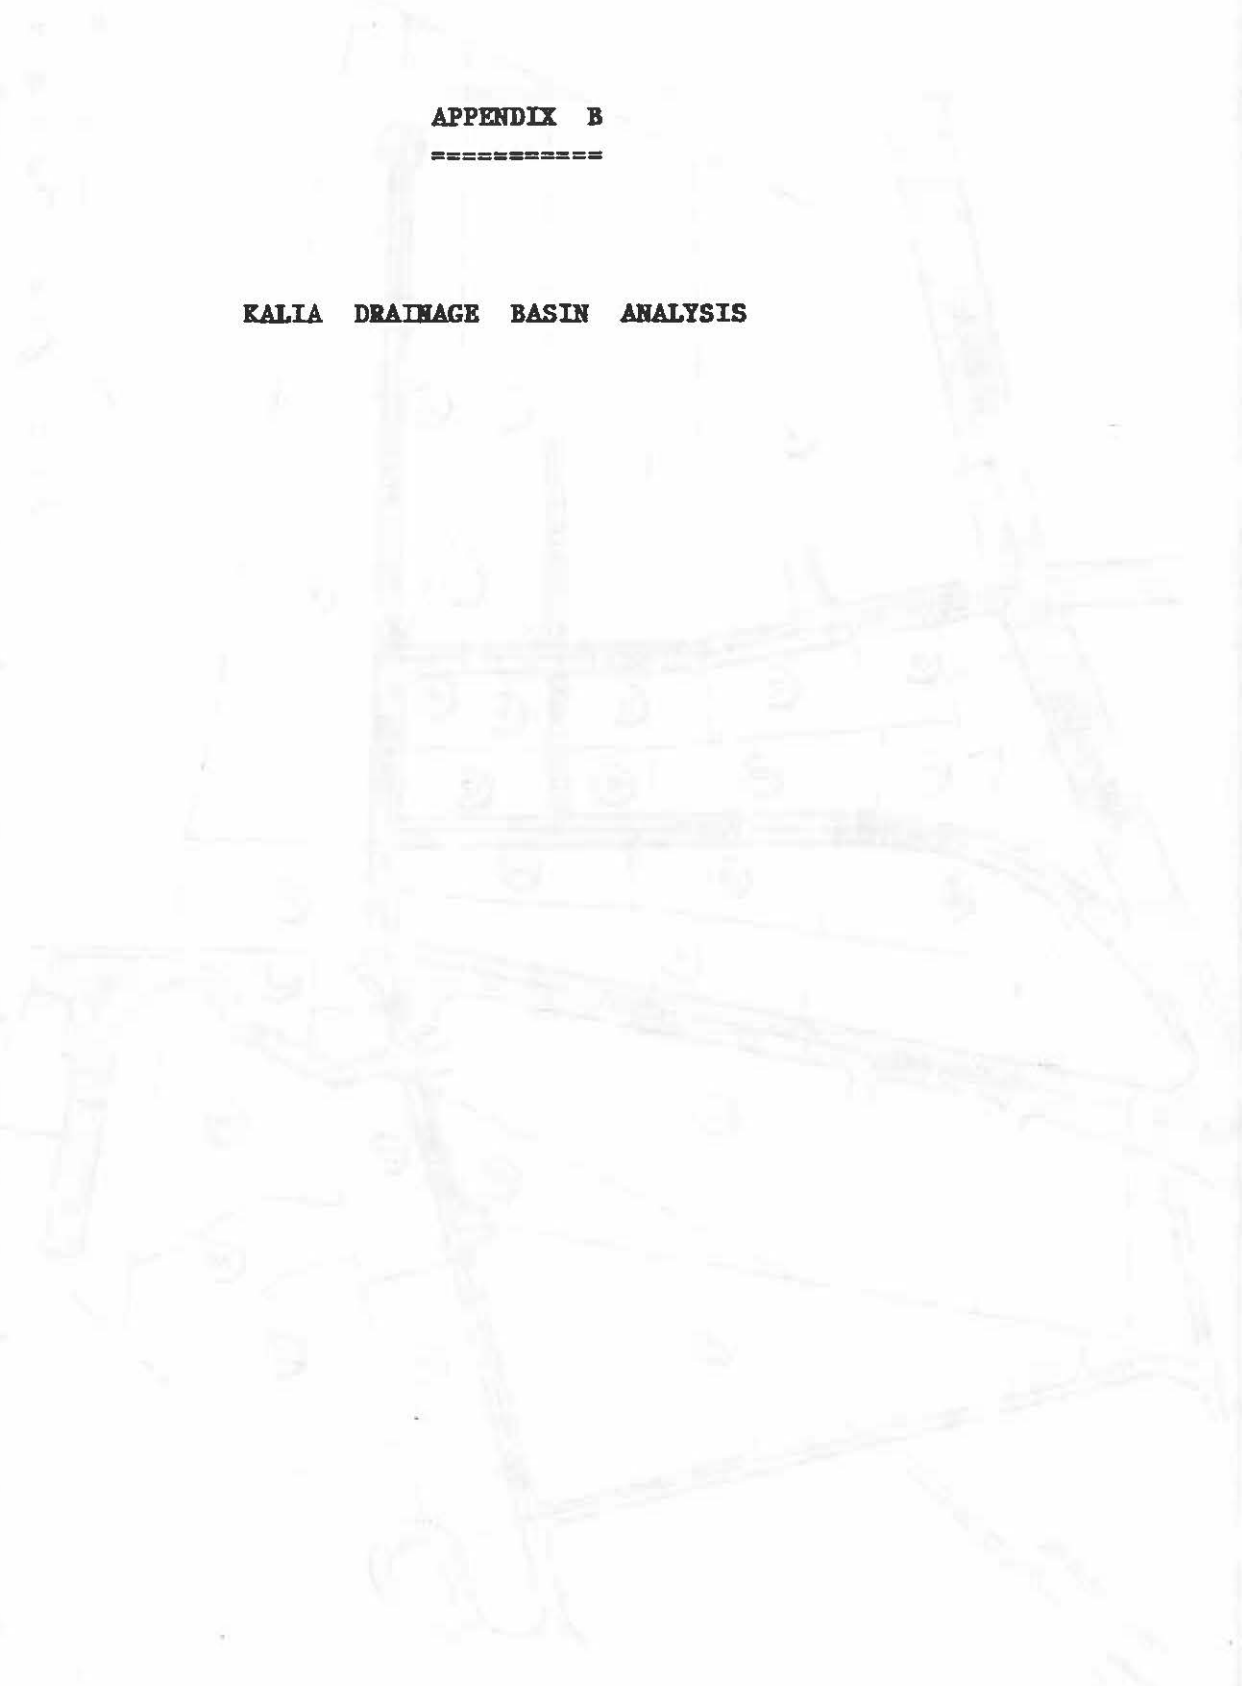 APPENDIX B
===========
KALIA DRAINAGE BASIN ANALYSIS